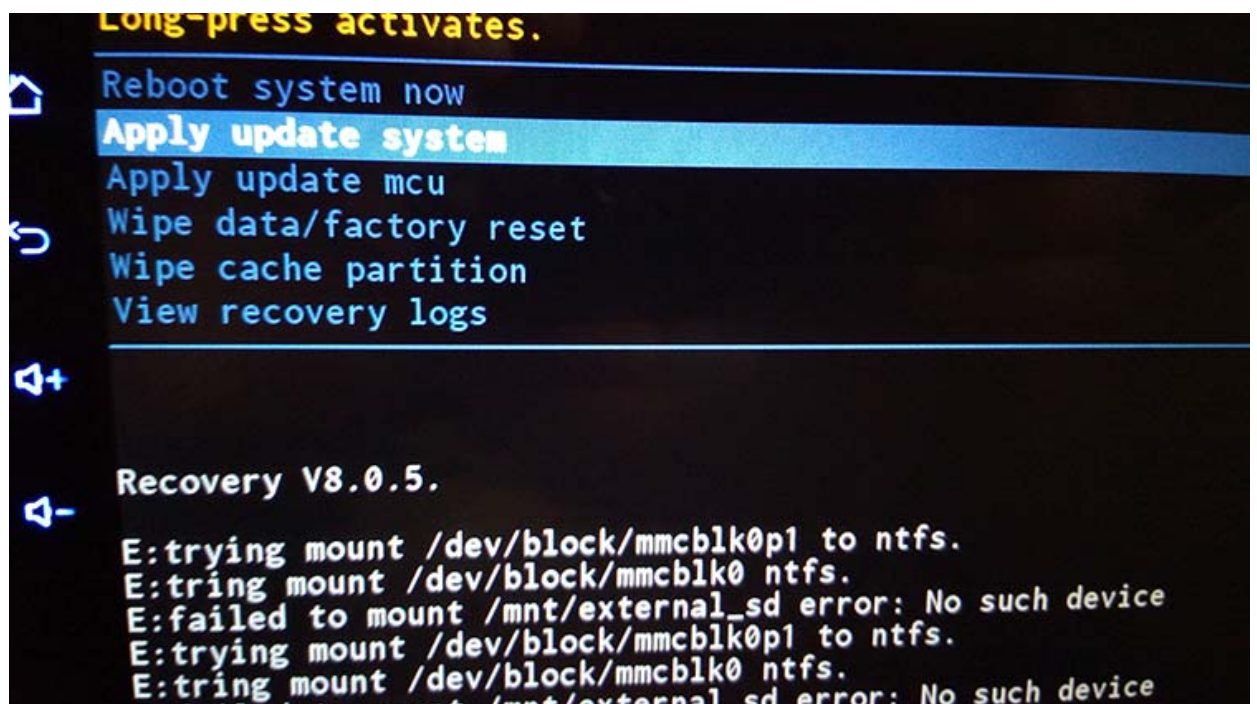 Long-press activates.
Reboot system now
Apply update system
Apply update mcu
Wipe data/factory reset
Wipe cache partition
View recovery logs
Recovery V8.0.5.
E:trying mount /dev/block/mmcblk0p1 to ntfs.
E:tring mount /dev/block/mmcblk0 ntfs.
E:failed to mount /mnt/external_sd error: No such device
E:trying mount /dev/block/mmcblk0p1 to ntfs.
E:tring mount /dev/block/mmcblk0 ntfs.
/mnt/external_sd error: No such device